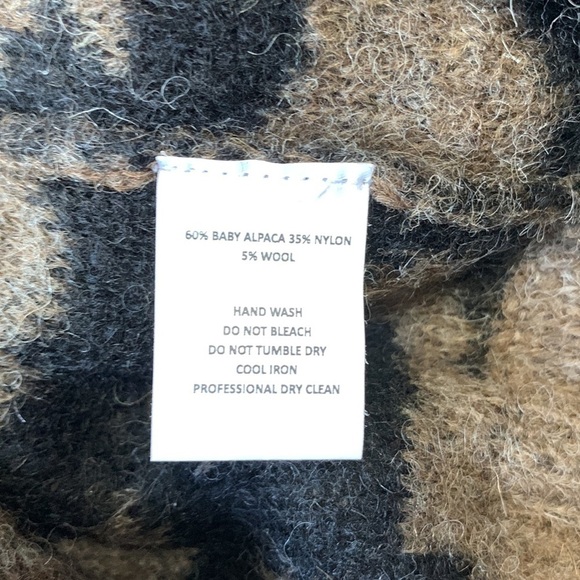 60% BABY ALPACA 35% NYLON
5% WOOL
HAND WASH
DO NOT BLEACH
DO NOT TUMBLE DRY
COOL IRON
PROFESSIONAL DRY CLEAN